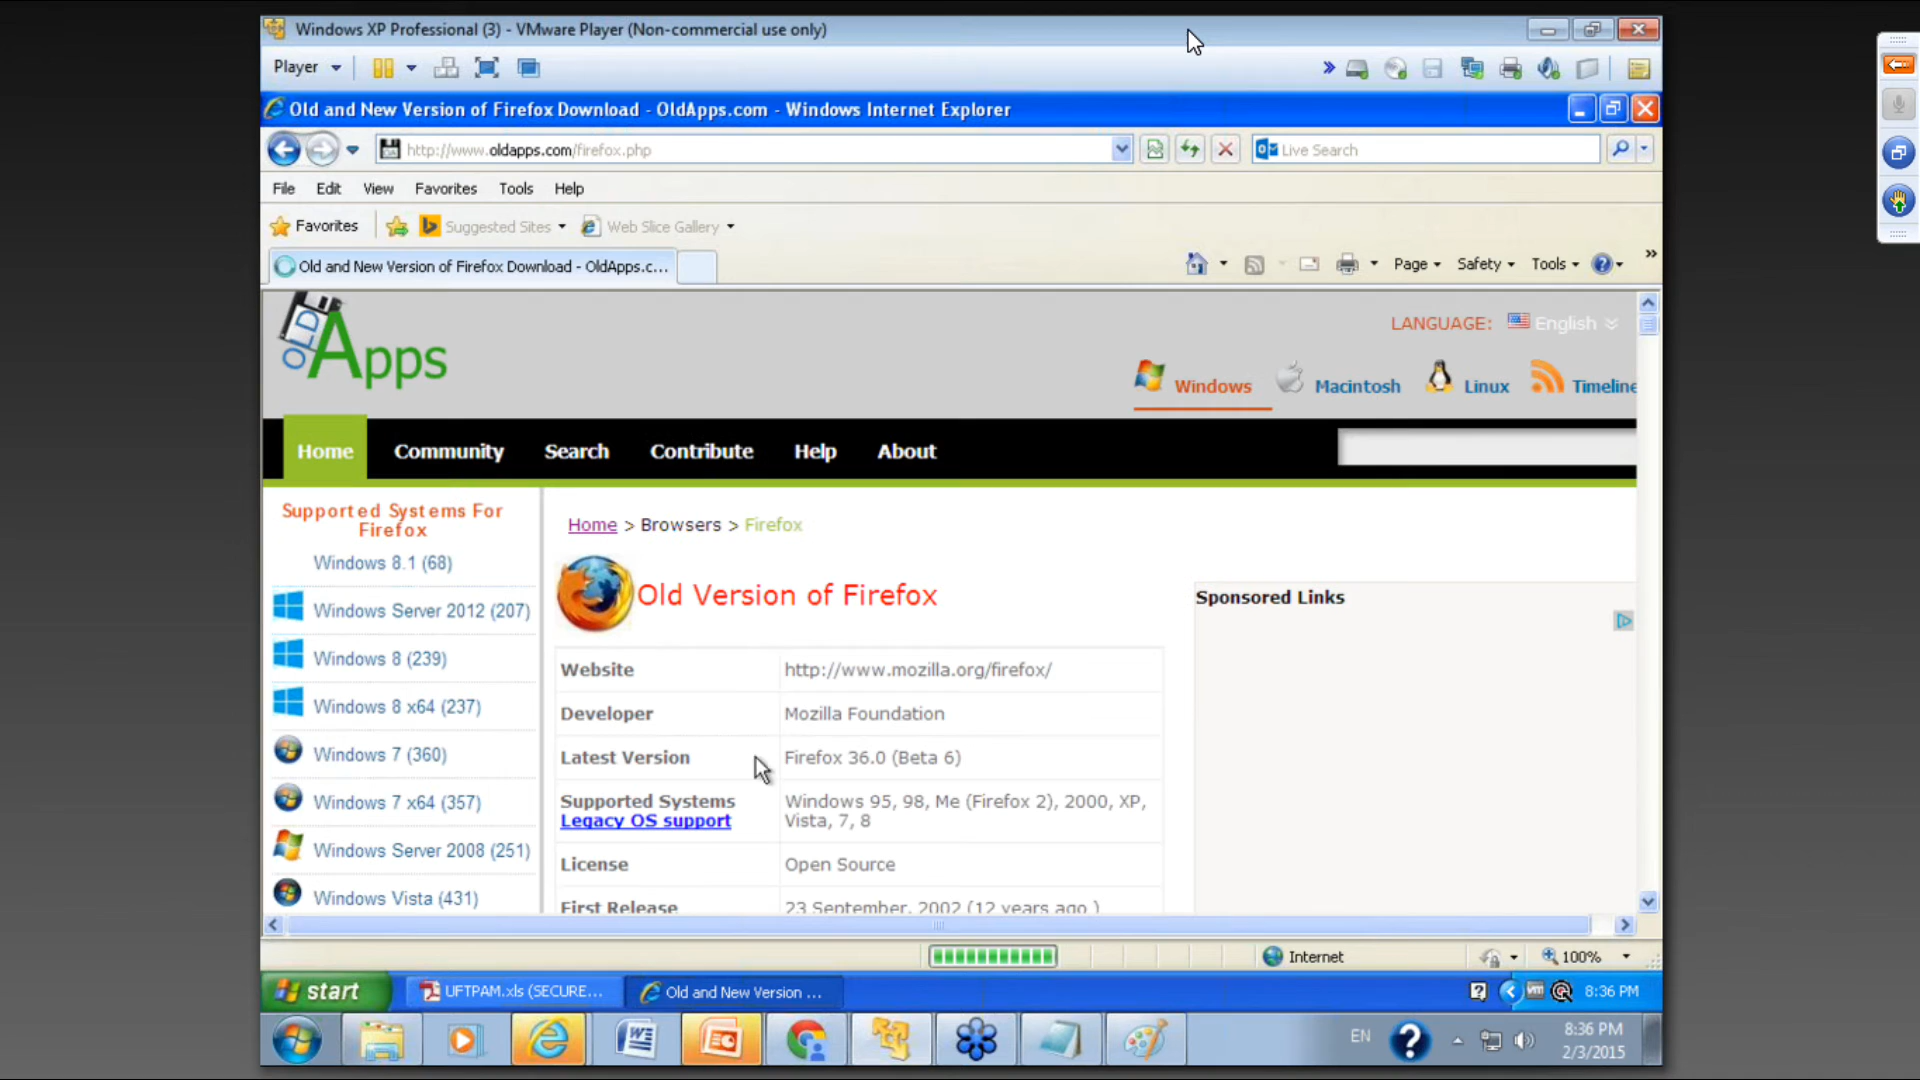 Windows XP Professional (3) - VMware Player (Non-commercial use only)
Player
Old and New Version of Firefox Download - OldApps.com - Windows Internet Explorer
http://www.oldapps.com/firefox.php
Live Search
File Edit View Favorites Tools Help
Favorites Suggested Sites Web Slice Gallery
Old and New Version of Firefox Download - OldApps.c...
Page Safety Tools
OLD Apps
LANGUAGE: English
Windows Macintosh Linux Timeline
Home Community Search Contribute Help About
Supported Systems For
Firefox
Windows 8.1 (68)
Windows Server 2012 (207)
Windows 8 (239)
Windows 8 x64 (237)
Windows 7 (360)
Windows 7 x64 (357)
Windows Server 2008 (251)
Windows Vista (431)
Home > Browsers > Firefox
Old Version of Firefox
Website http://www.mozilla.org/firefox/
Developer Mozilla Foundation
Latest Version Firefox 36.0 (Beta 6)
Supported Systems Windows 95, 98, Me (Firefox 2), 2000, XP,
Legacy OS support Vista, 7, 8
License Open Source
First Release 23 September, 2002 (12 years ago )
Sponsored Links
Internet
100%
start
UFTPAM.xls (SECURE...
Old and New Version ...
8:36 PM
EN
8:36 PM
2/3/2015